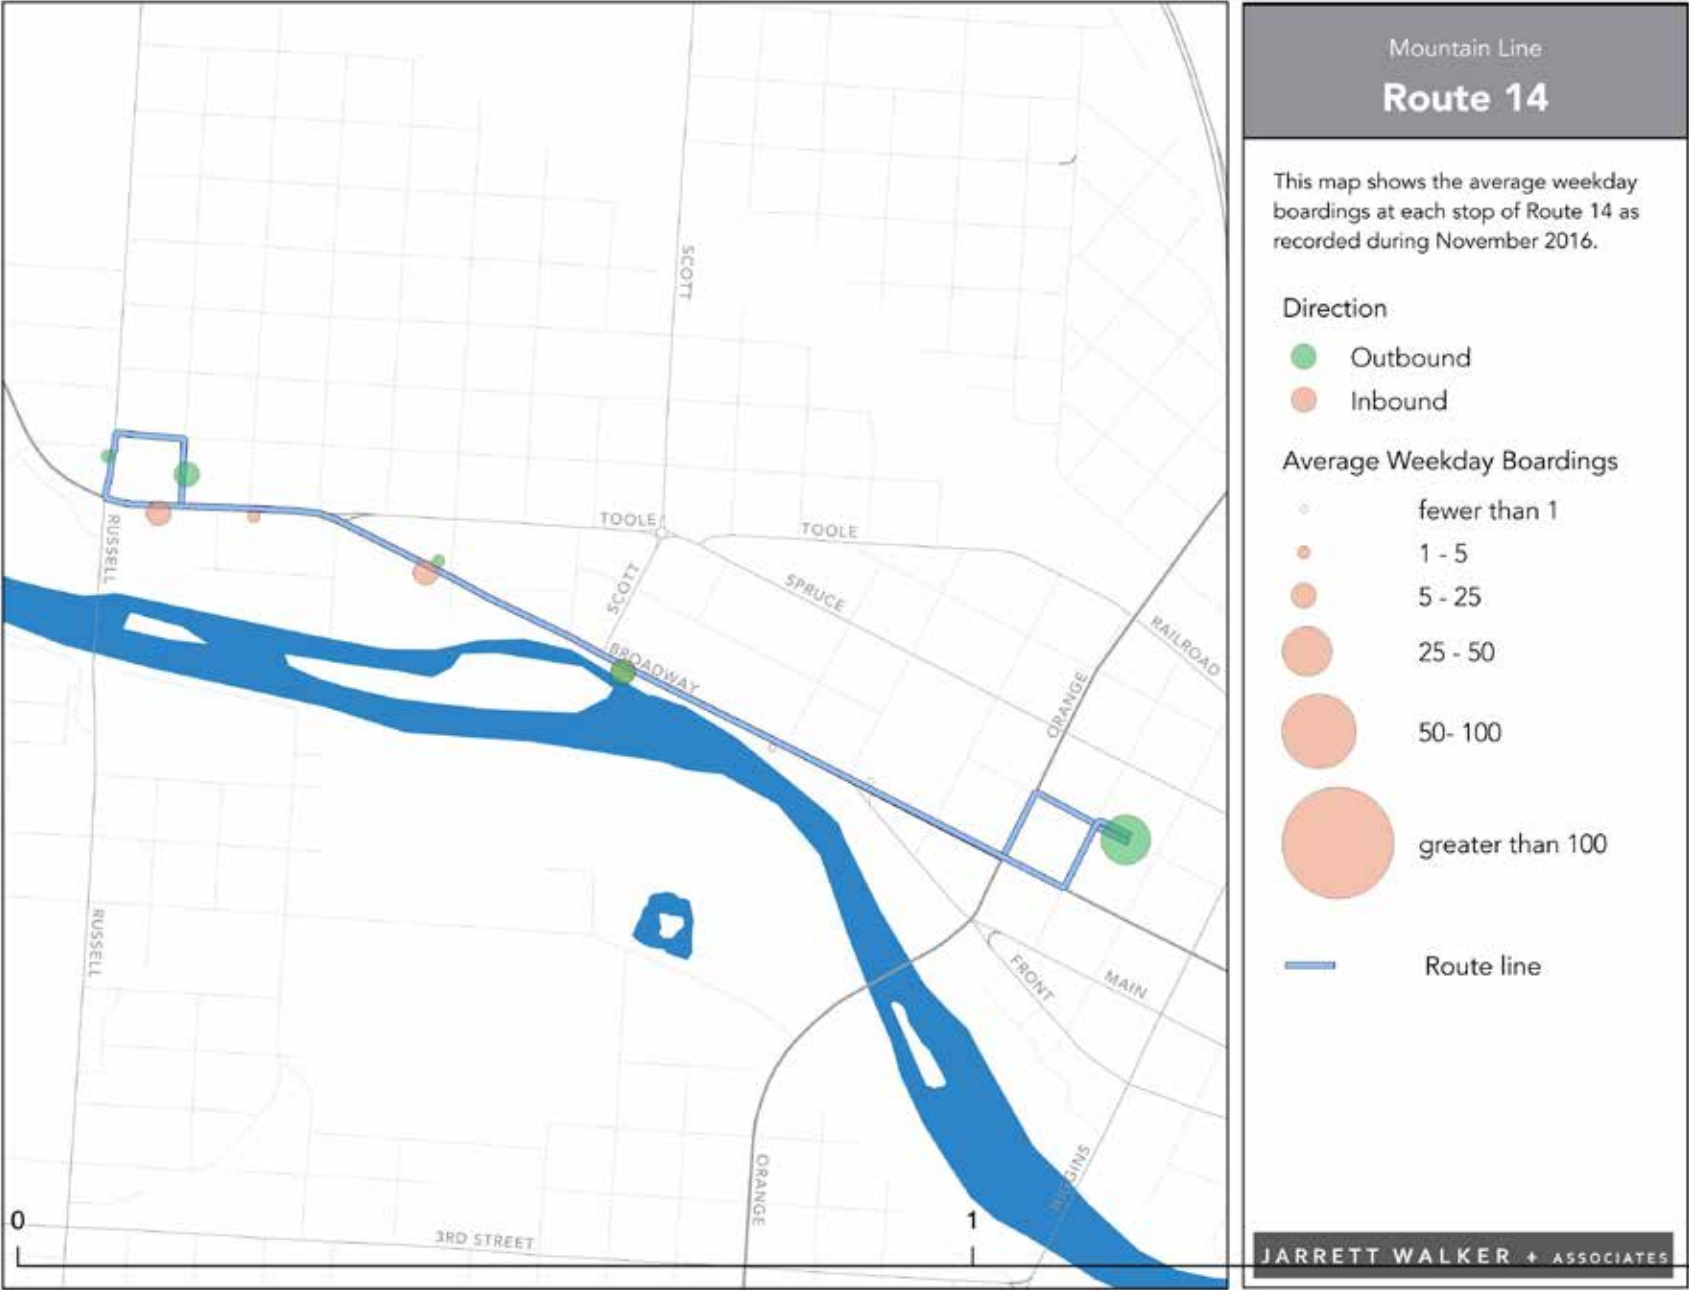 SCOTT
RUSSELL
TOOLE
TOOLE
SCOTT
SPRUCE
RAILROAD
BROADWAY
ORANGE
RUSSELL
FRONT
MAIN
ORANGE
HIGGINS
3RD STREET
0
1
Mountain Line
Route 14
This map shows the average weekday
boardings at each stop of Route 14 as
recorded during November 2016.
Direction
Outbound
Inbound
Average Weekday Boardings
fewer than 1
1 - 5
5 - 25
25 - 50
50- 100
greater than 100
Route line
JARRETT WALKER + ASSOCIATES